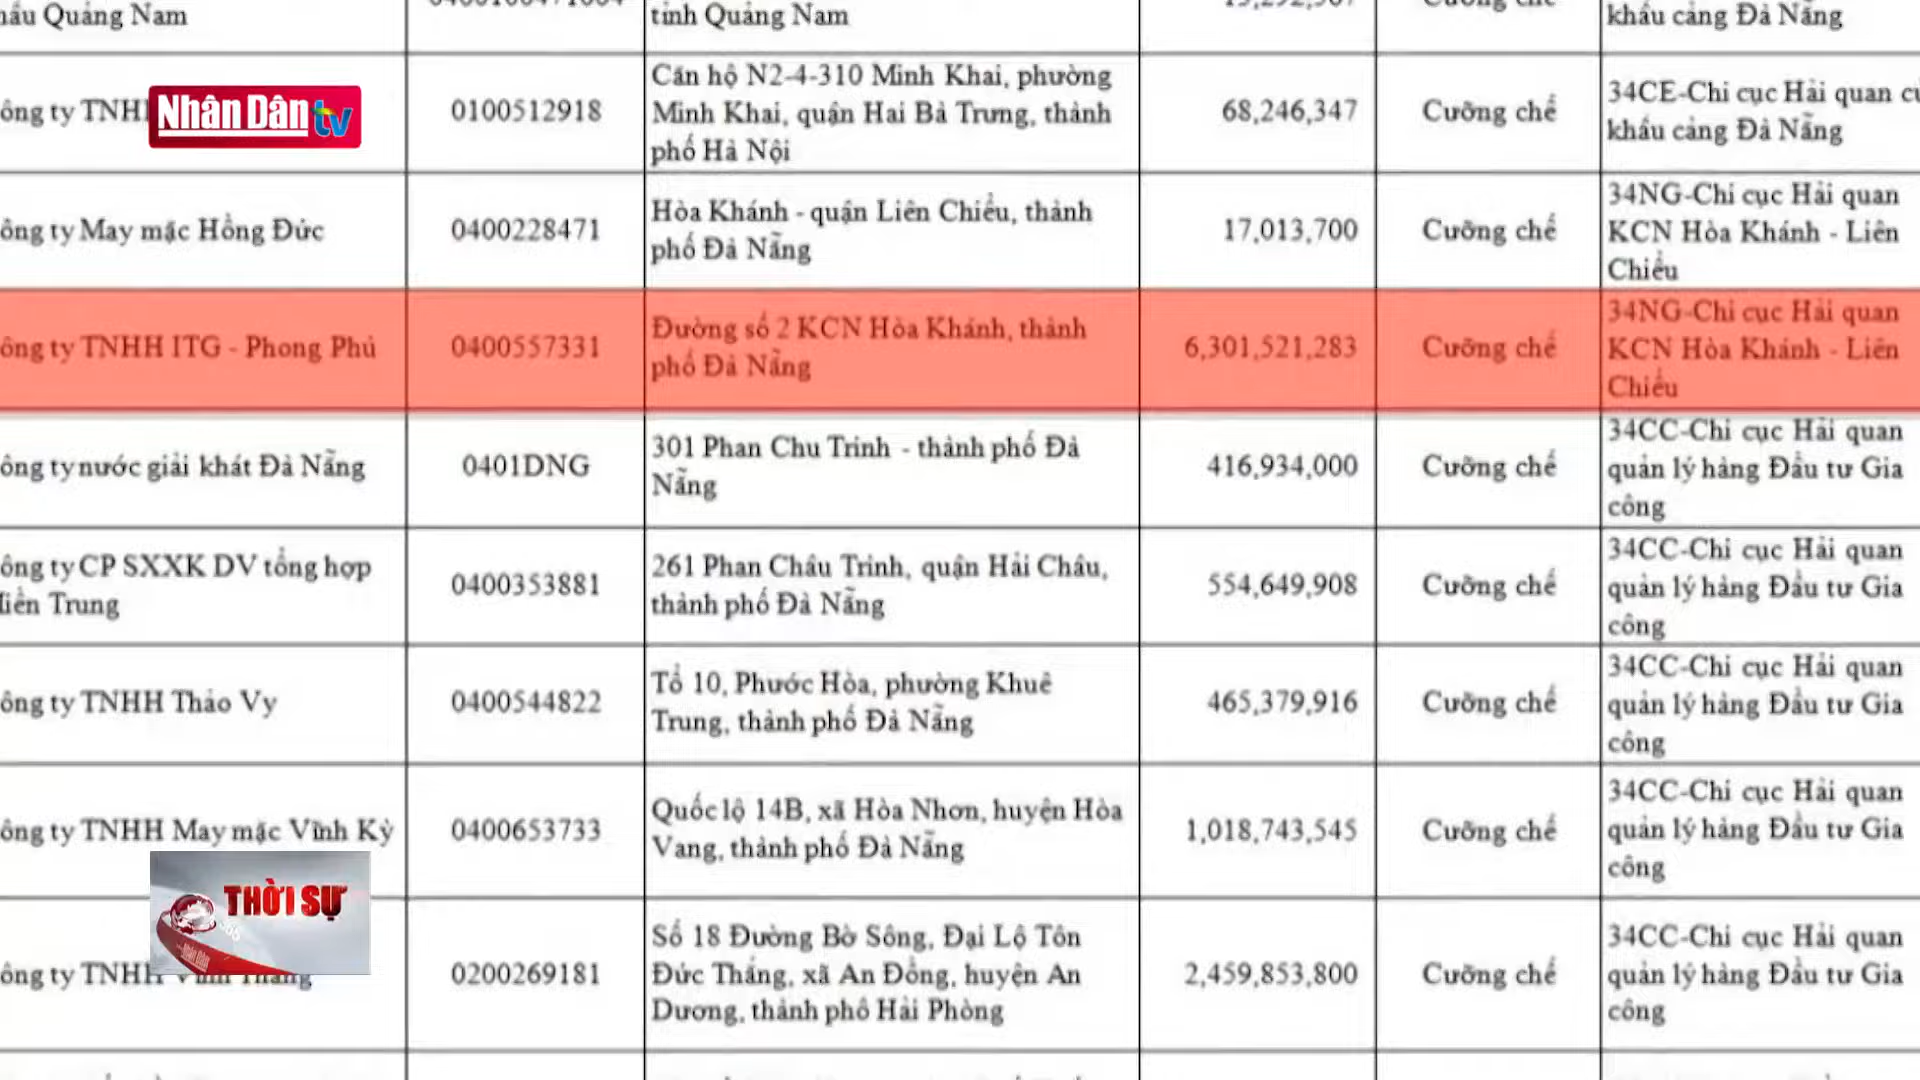 tỉnh Quảng Nam
khẩu cảng Đà Nẵng
Quảng Nam
Căn hộ N2-4-310 Minh Khai, phường
Minh Khai, quận Hai Bà Trưng, thành
phố Hà Nội
0100512918
68,246,347
Cưỡng chế
34CE-Chi cục Hải quan
khẩu cảng Đà Nẵng
ông ty TNH
Nhân Dân tv
ông ty May mặc Hồng Đức
0400228471
Hòa Khánh - quận Liên Chiểu, thành
phố Đà Nẵng
17,013,700
Cưỡng chế
34NG-Chi cục Hải quan
KCN Hòa Khánh - Liên
Chiểu
ông ty TNHH ITG - Phong Phú
0400557331
Đường số 2 KCN Hòa Khánh, thành
phố Đà Nẵng
6,301,521,283
Cưỡng chế
34NG-Chi cục Hải quan
KCN Hòa Khánh - Liên
Chiểu
ông ty nước giải khát Đà Nẵng
0401DNG
301 Phan Chu Trinh - thành phố Đà
Nẵng
416,934,000
Cưỡng chế
34CC-Chi cục Hải quan
quản lý hàng Đầu tư Gia
công
ông ty CP SXXK DV tổng hợp
iền Trung
0400353881
261 Phan Châu Trinh, quận Hải Châu,
thành phố Đà Nẵng
554,649,908
Cưỡng chế
34CC-Chi cục Hải quan
quản lý hàng Đầu tư Gia
công
ông ty TNHH Thảo Vy
0400544822
Tổ 10, Phước Hòa, phường Khuê
Trung, thành phố Đà Nẵng
465,379,916
Cưỡng chế
34CC-Chi cục Hải quan
quản lý hàng Đầu tư Gia
công
ông ty TNHH May mặc Vĩnh Kỳ
0400653733
Quốc lộ 14B, xã Hòa Nhơn, huyện Hòa
Vang, thành phố Đà Nẵng
1,018,743,545
Cưỡng chế
34CC-Chi cục Hải quan
quản lý hàng Đầu tư Gia
công
THỜI SỰ
ông ty TNHH
0200269181
Số 18 Đường Bờ Sông, Đại Lộ Tôn
Đức Thắng, xã An Đồng, huyện An
Dương, thành phô Hải Phòng
2,459,853,800
Cưỡng chế
34CC-Chi cục Hải quan
quản lý hàng Đầu tư Gia
công